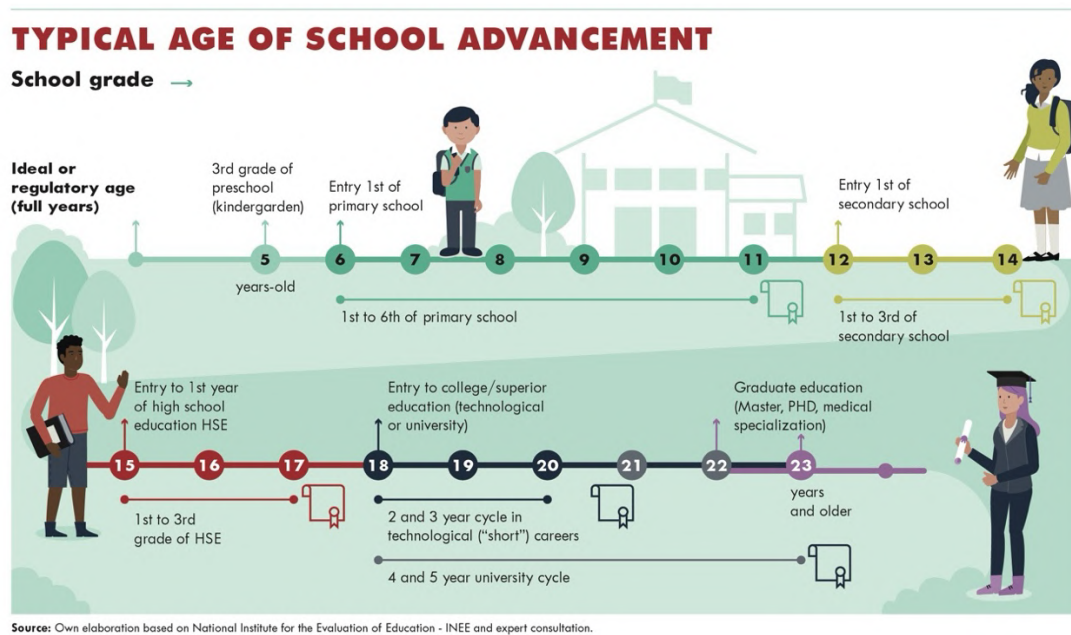 TYPICAL AGE OF SCHOOL ADVANCEMENT
School grade →
Ideal or
regulatory age
(full years)
3rd grade of
preschool
(kindergarden)
Entry 1st of
primary school
Entry 1st of
secondary school
5 6 7 8 9 10 11 12 13 14
years-old
1st to 6th of primary school
1st to 3rd of
secondary school
Entry to 1st year
of high school
education HSE
Entry to college/superior
education (technological
or university)
Graduate education
(Master, PHD, medical
specialization)
15 16 17 18 19 20 21 22 23
years
and older
1st to 3rd
grade of HSE
2 and 3 year cycle in
technological (“short”) careers
4 and 5 year university cycle
Source: Own elaboration based on National Institute for the Evaluation of Education - INEE and expert consultation.